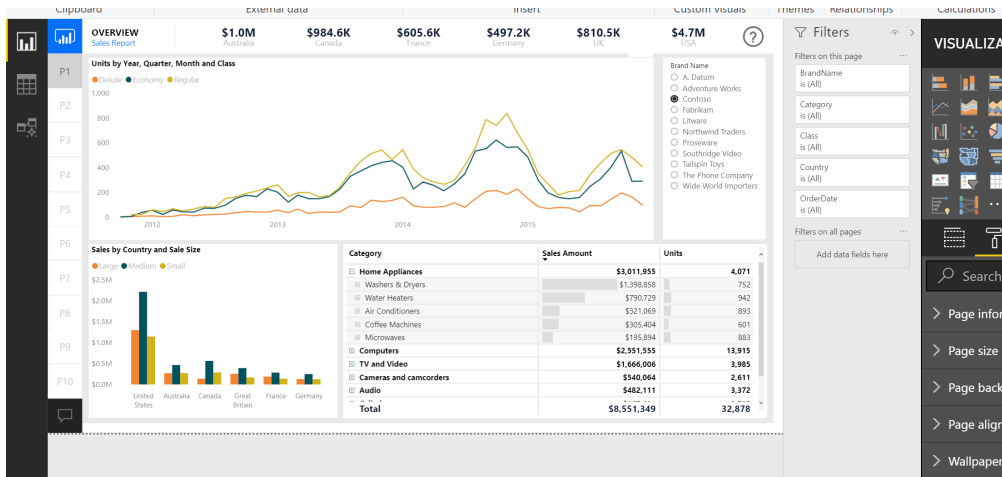 Clipboard External data Insert Custom visuals Themes Relationships Calculations
OVERVIEW
Sales Report
$1.0M
Australia
$984.6K
Canada
$605.6K
France
$497.2K
Germany
$810.5K
UK
$4.7M
USA
?
P1
P2
P3
P4
P5
P6
P7
P8
P9
P10
Units by Year, Quarter, Month and Class
Deluxe Economy Regular
1,000
800
600
400
200
0
2012 2013 2014 2015
Brand Name
A. Datum
Adventure Works
Contoso
Fabrikam
Litware
Northwind Traders
Proseware
Southridge Video
Tailspin Toys
The Phone Company
Wide World Importers
Sales by Country and Sale Size
Large Medium Small
$2.5M
$2.0M
$1.5M
$1.0M
$0.5M
$0.0M
United States
Australia
Canada
Great Britain
France
Germany
Category Sales Amount Units
Home Appliances $3,011,955 4,071
Washers & Dryers $1,398,858 752
Water Heaters $790,729 942
Air Conditioners $321,069 893
Coffee Machines $305,404 601
Microwaves $195,894 883
Computers $2,551,555 13,915
TV and Video $1,666,006 3,985
Cameras and camcorders $540,064 2,611
Audio $482,111 3,372
Total $8,551,349 32,878
Filters
Filters on this page
BrandName
is (All)
Category
is (All)
Class
is (All)
Country
is (All)
OrderDate
is (All)
Filters on all pages
Add data fields here
VISUALIZA
Search
Page infor
Page size
Page back
Page align
Wallpaper